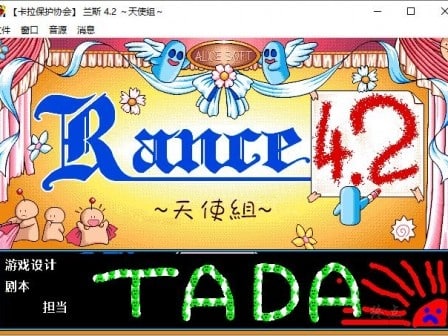 【卡拉保护协会】 兰斯 4.2 ～天使组～
文件 窗口 音源 消息
ALICE SOFT
Rance 4.2
～天使組～
游戏设计
剧本
担当
TADA